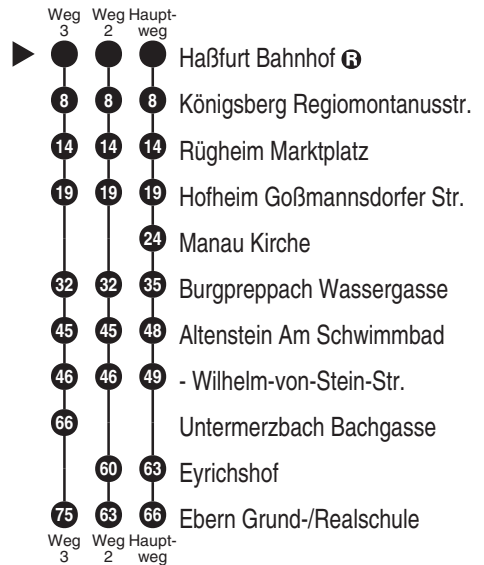 Weg Weg Haupt-
3 2 weg
Haßfurt Bahnhof R
8 8 8 Königsberg Regiomontanusstr.
14 14 14 Rügheim Marktplatz
19 19 19 Hofheim Goßmannsdorfer Str.
24 Manau Kirche
32 32 35 Burgpreppach Wassergasse
45 45 48 Altenstein Am Schwimmbad
46 46 49 - Wilhelm-von-Stein-Str.
66 Untermerzbach Bachgasse
60 63 Eyrichshof
75 63 66 Ebern Grund-/Realschule
Weg Weg Haupt-
3 2 weg